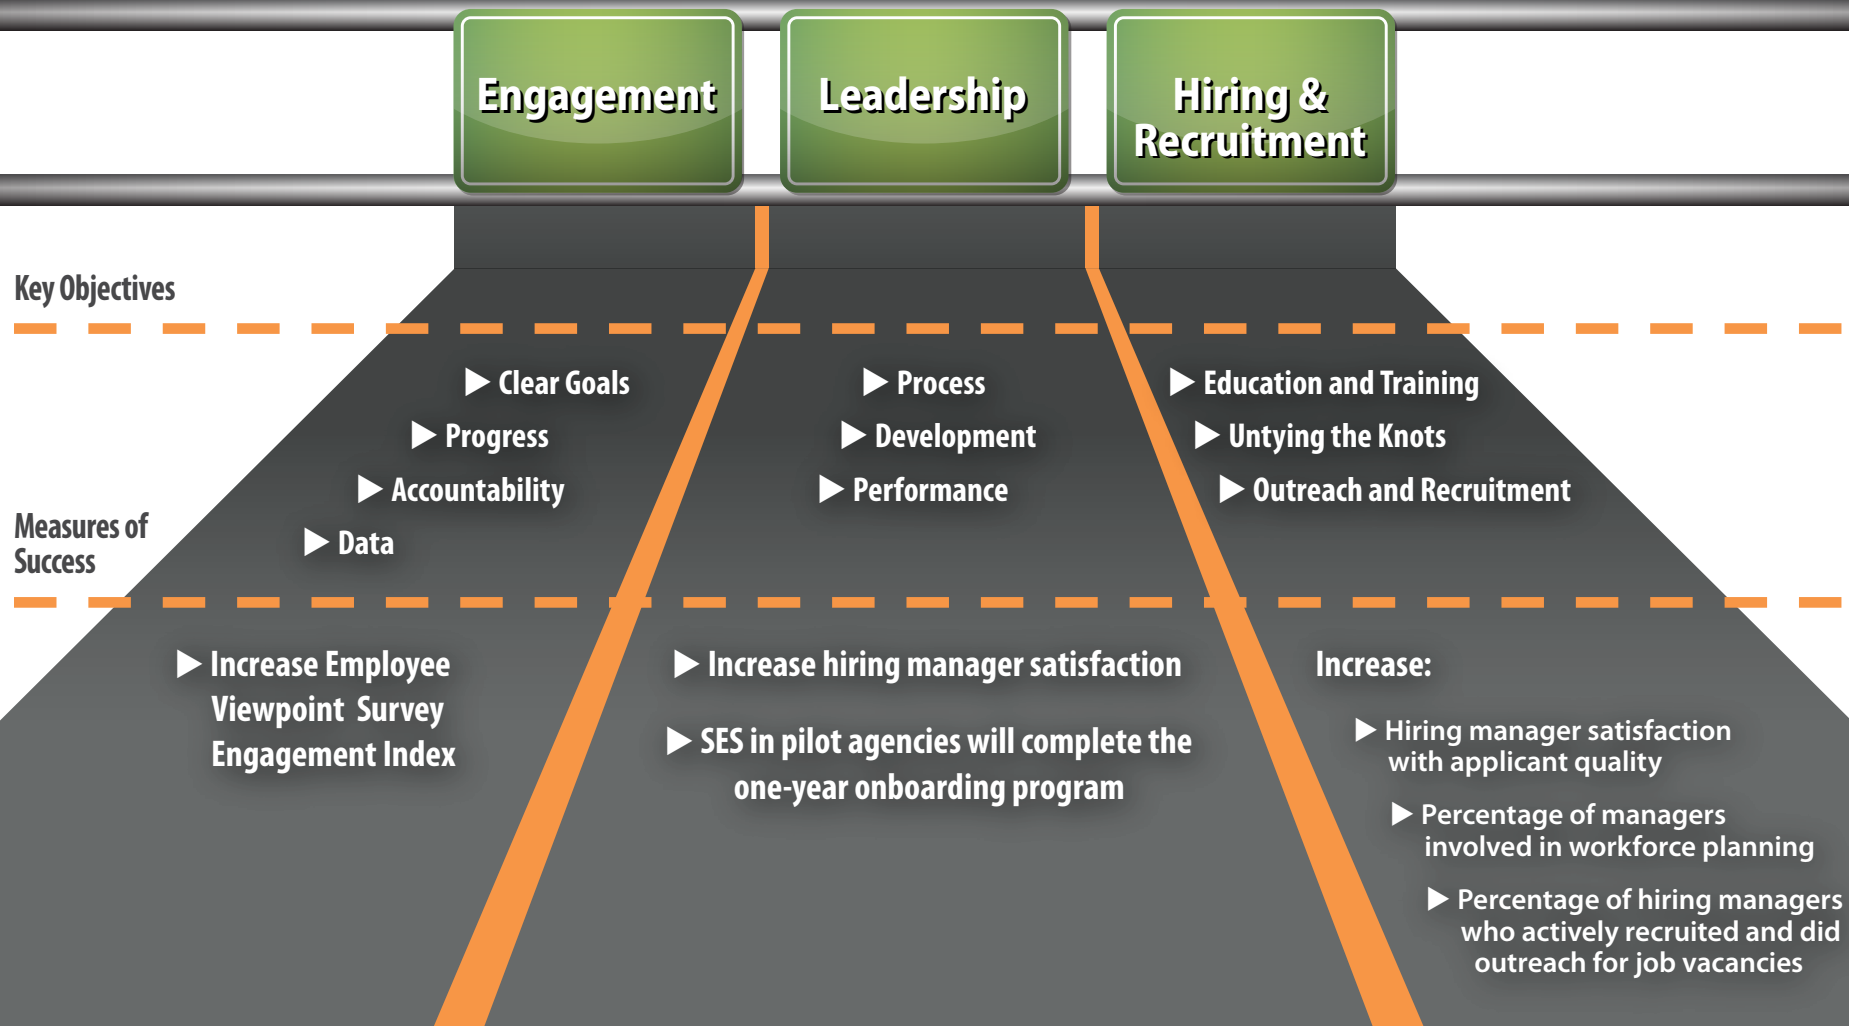 Engagement
Leadership
Hiring &
Recruitment
Key Objectives
▶ Clear Goals
▶ Progress
▶ Accountability
▶ Data
▶ Process
▶ Development
▶ Performance
▶ Education and Training
▶ Untying the Knots
▶ Outreach and Recruitment
Measures of
Success
▶ Increase Employee
Viewpoint Survey
Engagement Index
▶ Increase hiring manager satisfaction
▶ SES in pilot agencies will complete the
one-year onboarding program
Increase:
▶ Hiring manager satisfaction
with applicant quality
▶ Percentage of managers
involved in workforce planning
▶ Percentage of hiring managers
who actively recruited and did
outreach for job vacancies